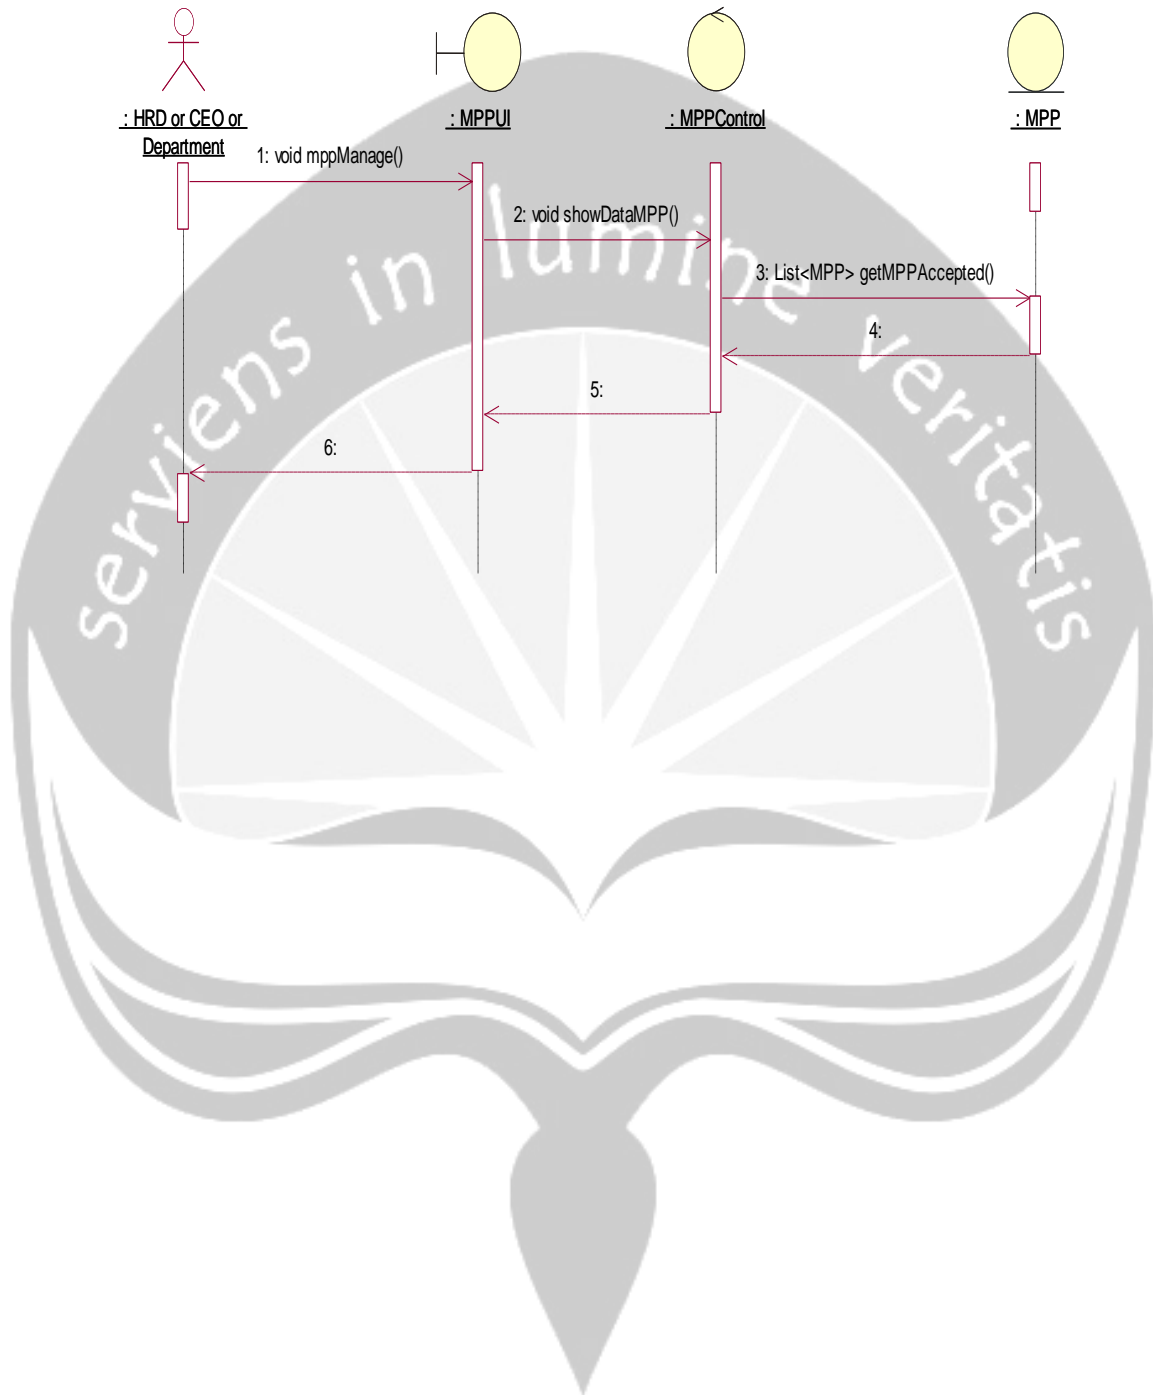 : HRD or CEO or
Department
: MPPUI
: MPPControl
: MPP
1: void mppManage()
2: void showDataMPP()
3: List<MPP> getMPPAccepted()
4:
5:
6:
serviens in lumine veritatis